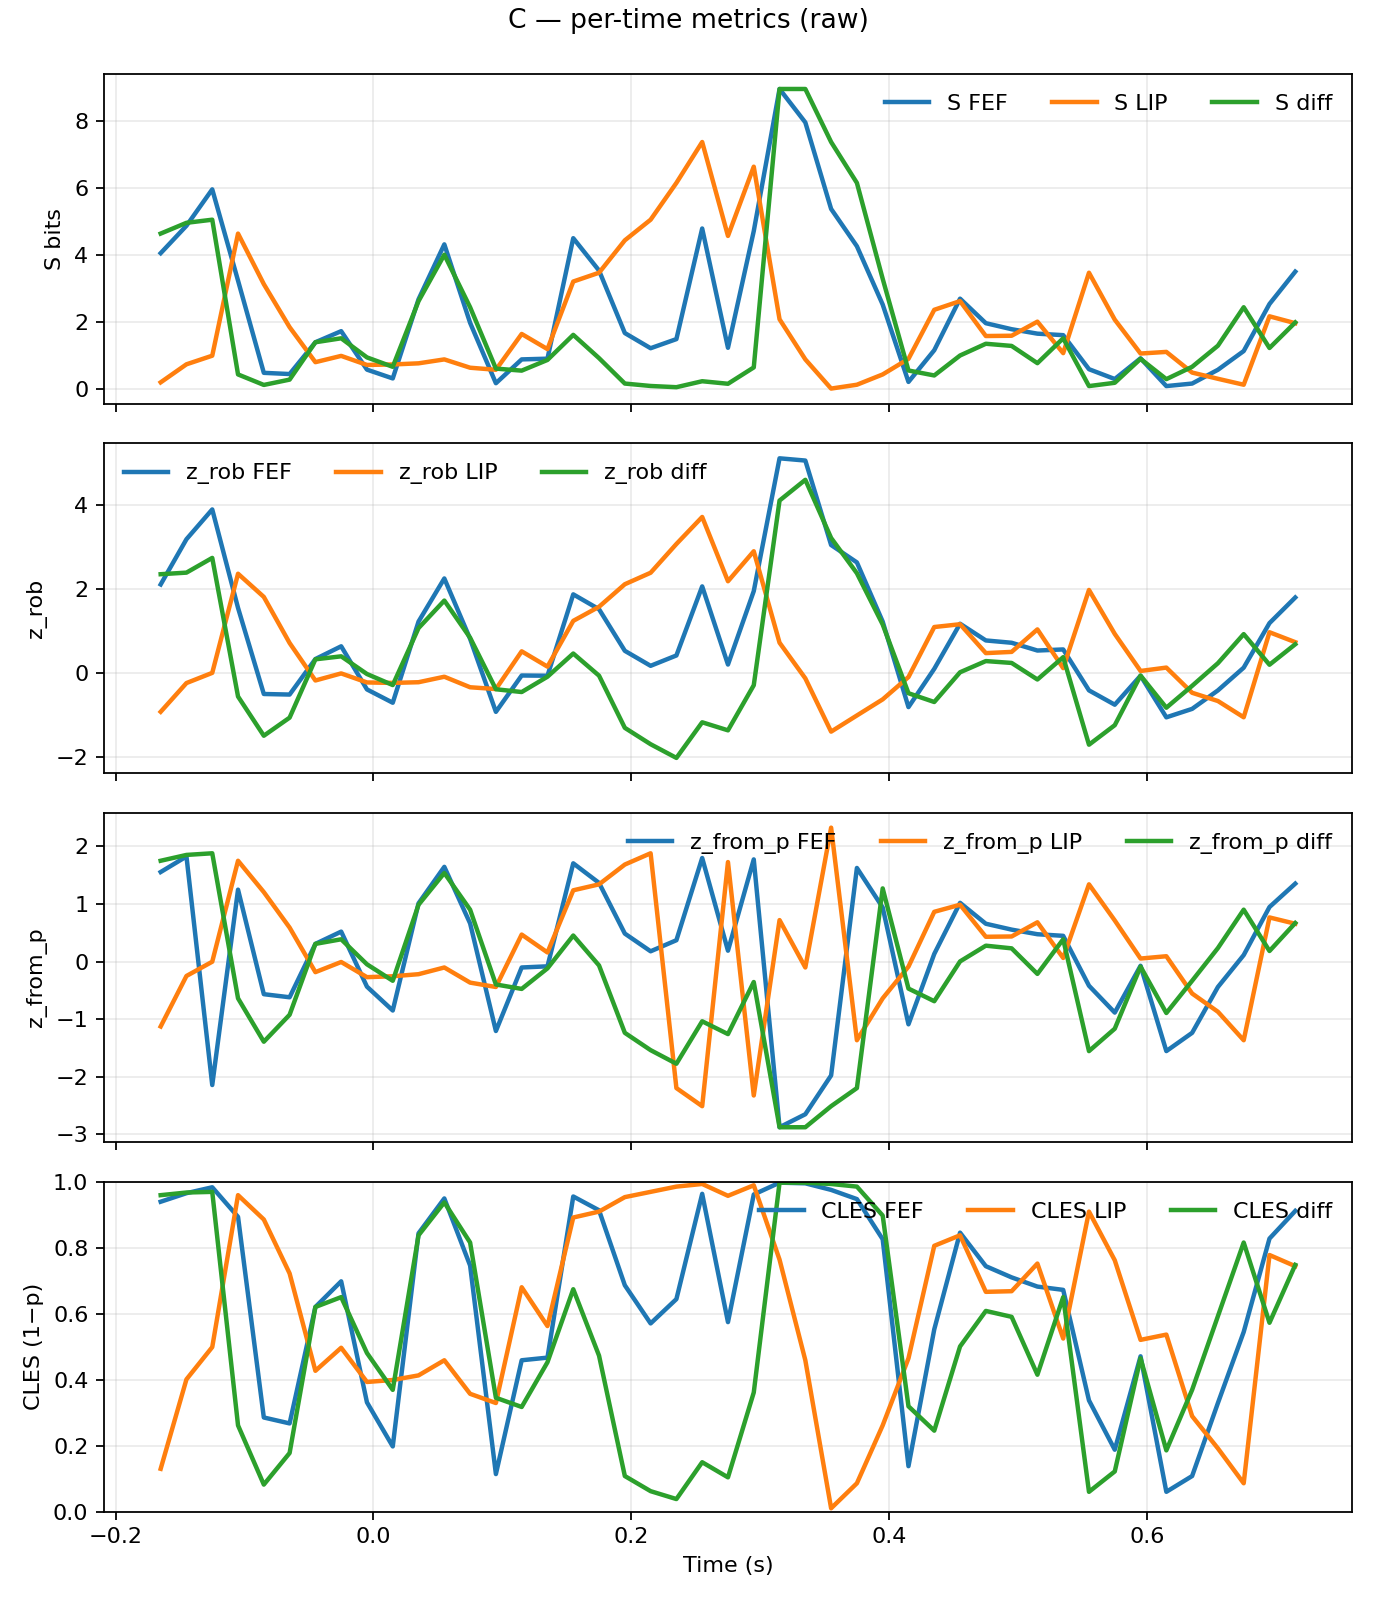 C — per-time metrics (raw)
S FEF S LIP S diff
8
6
4
2
0
S bits
z_rob FEF z_rob LIP z_rob diff
4
2
0
−2
z_rob
z_from_p FEF z_from_p LIP z_from_p diff
2
1
0
−1
−2
−3
z_from_p
CLES FEF CLES LIP CLES diff
1.0
0.8
0.6
0.4
0.2
0.0
CLES (1−p)
−0.2 0.0 0.2 0.4 0.6
Time (s)